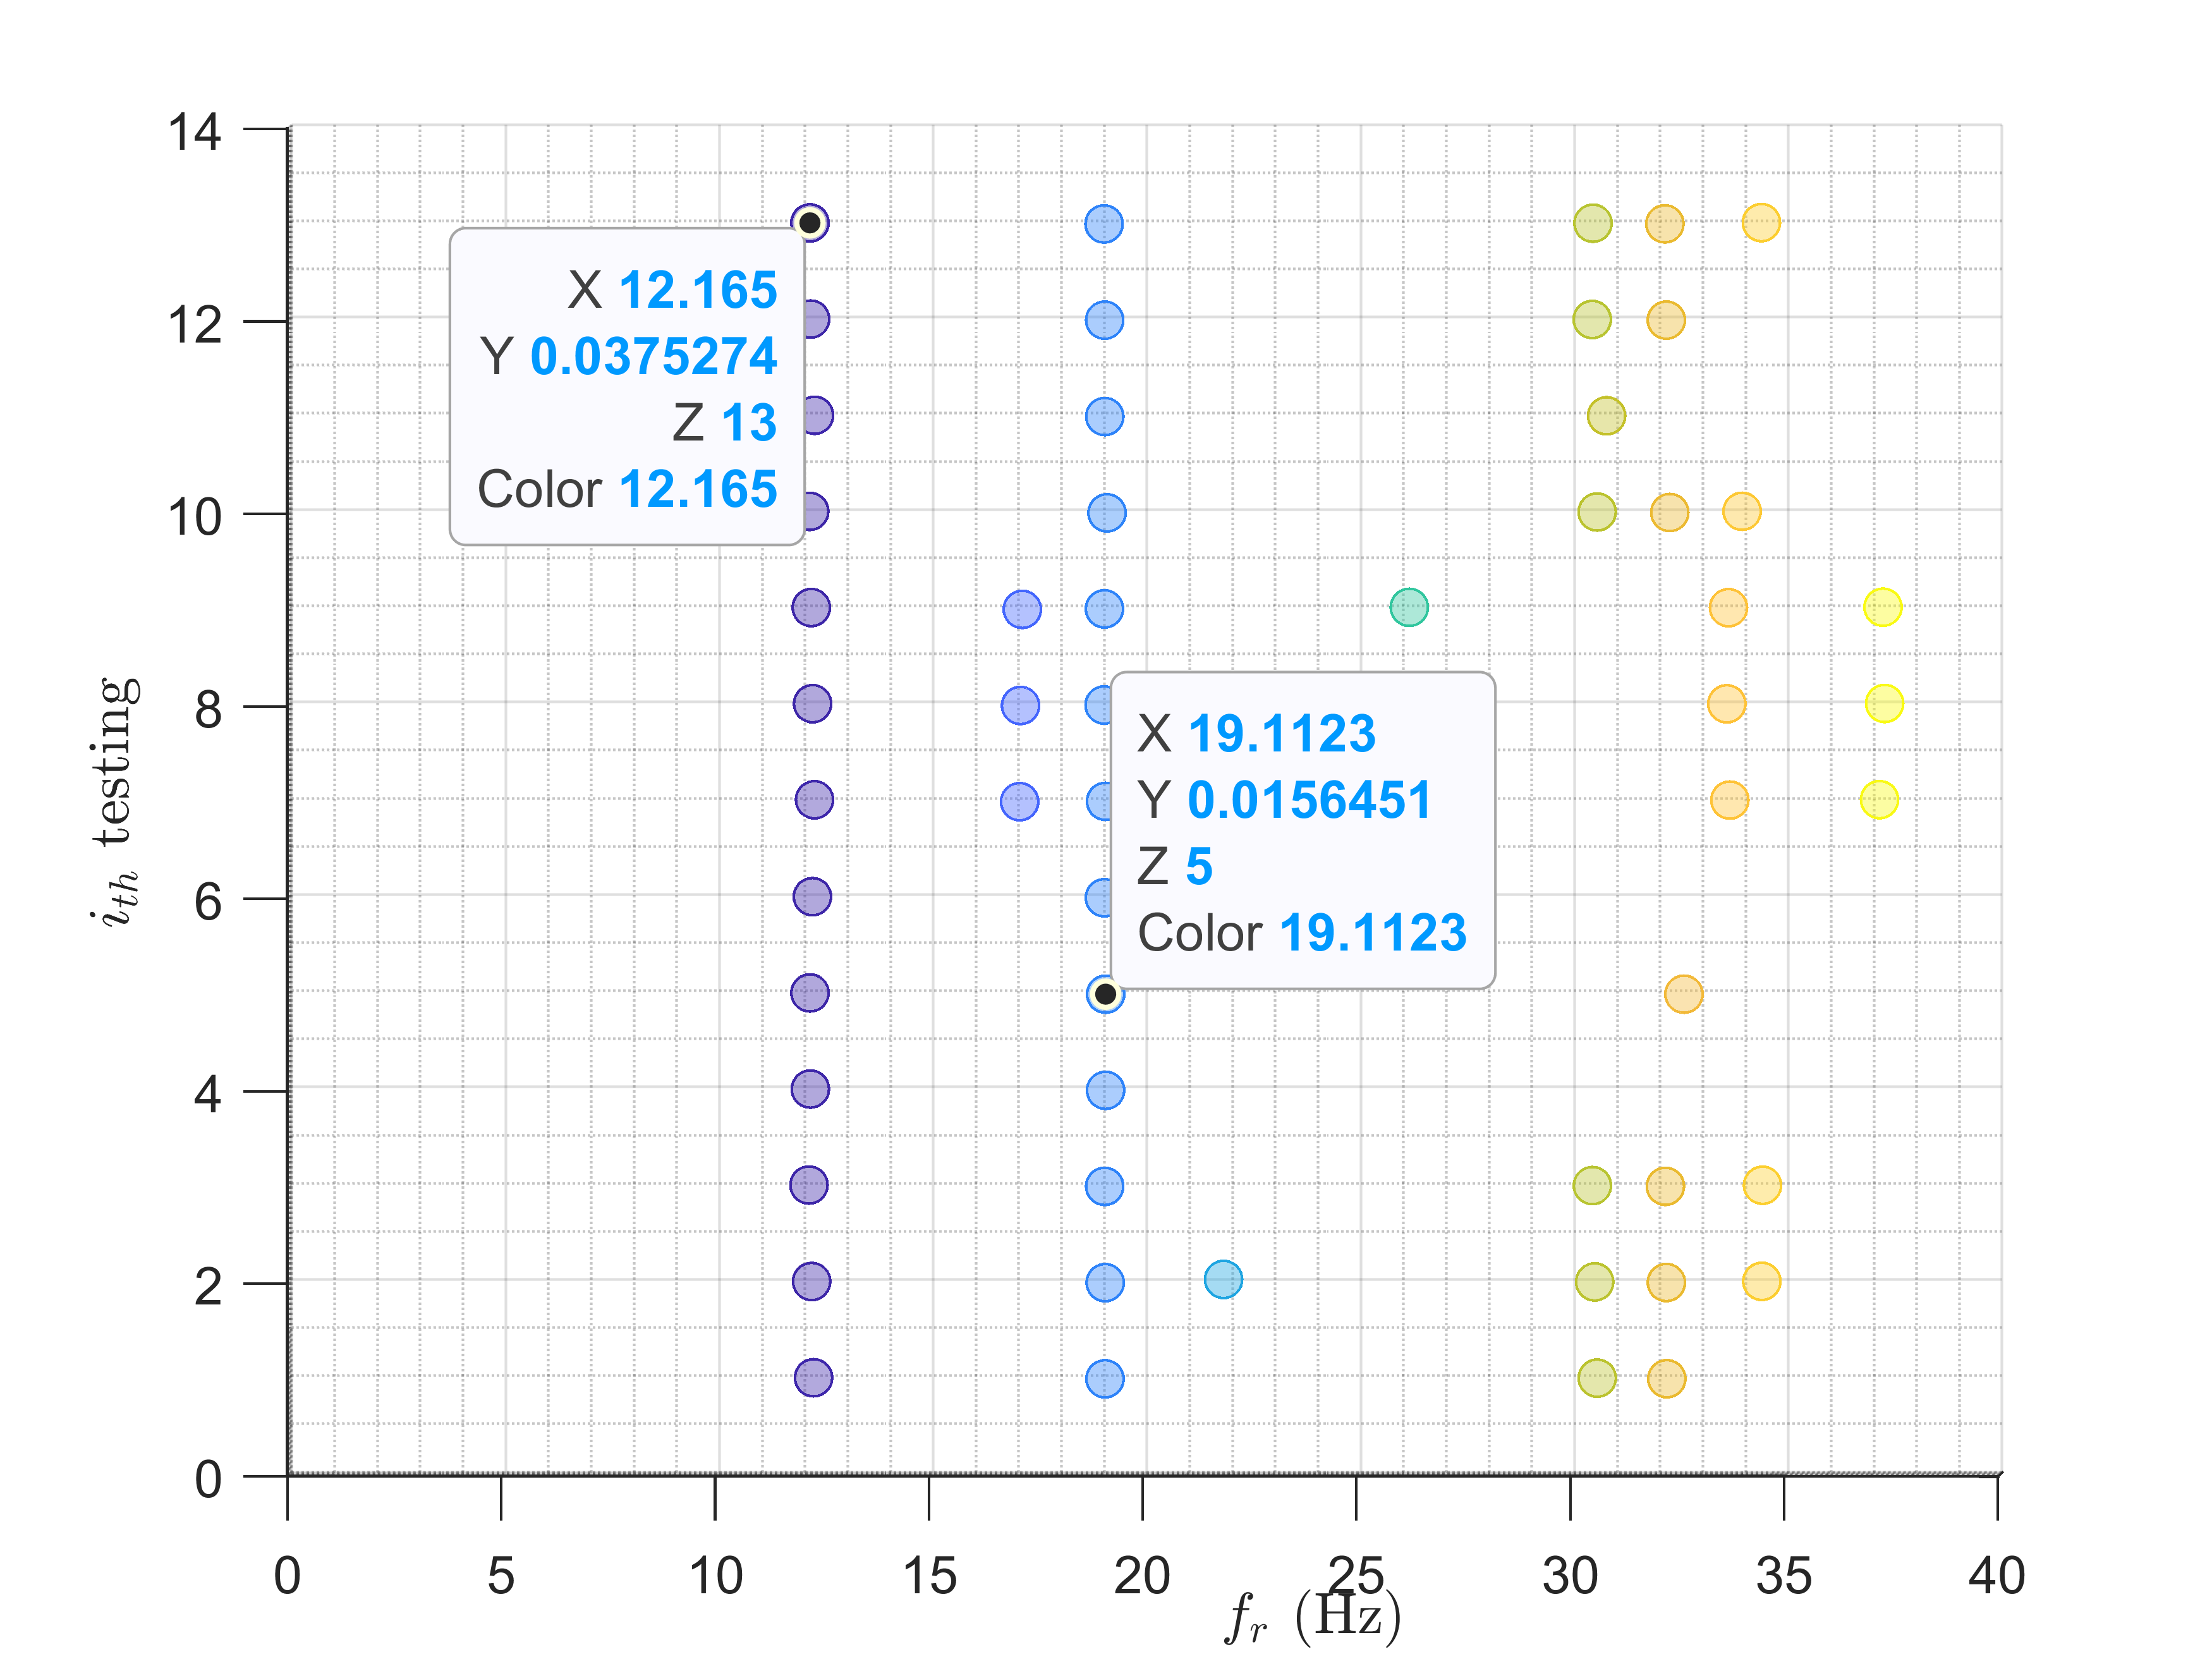 14
12
10
8
6
4
2
0
i_th testing
X 12.165
Y 0.0375274
Z 13
Color 12.165
X 19.1123
Y 0.0156451
Z 5
Color 19.1123
0 5 10 15 20 25 30 35 40
f_r (Hz)